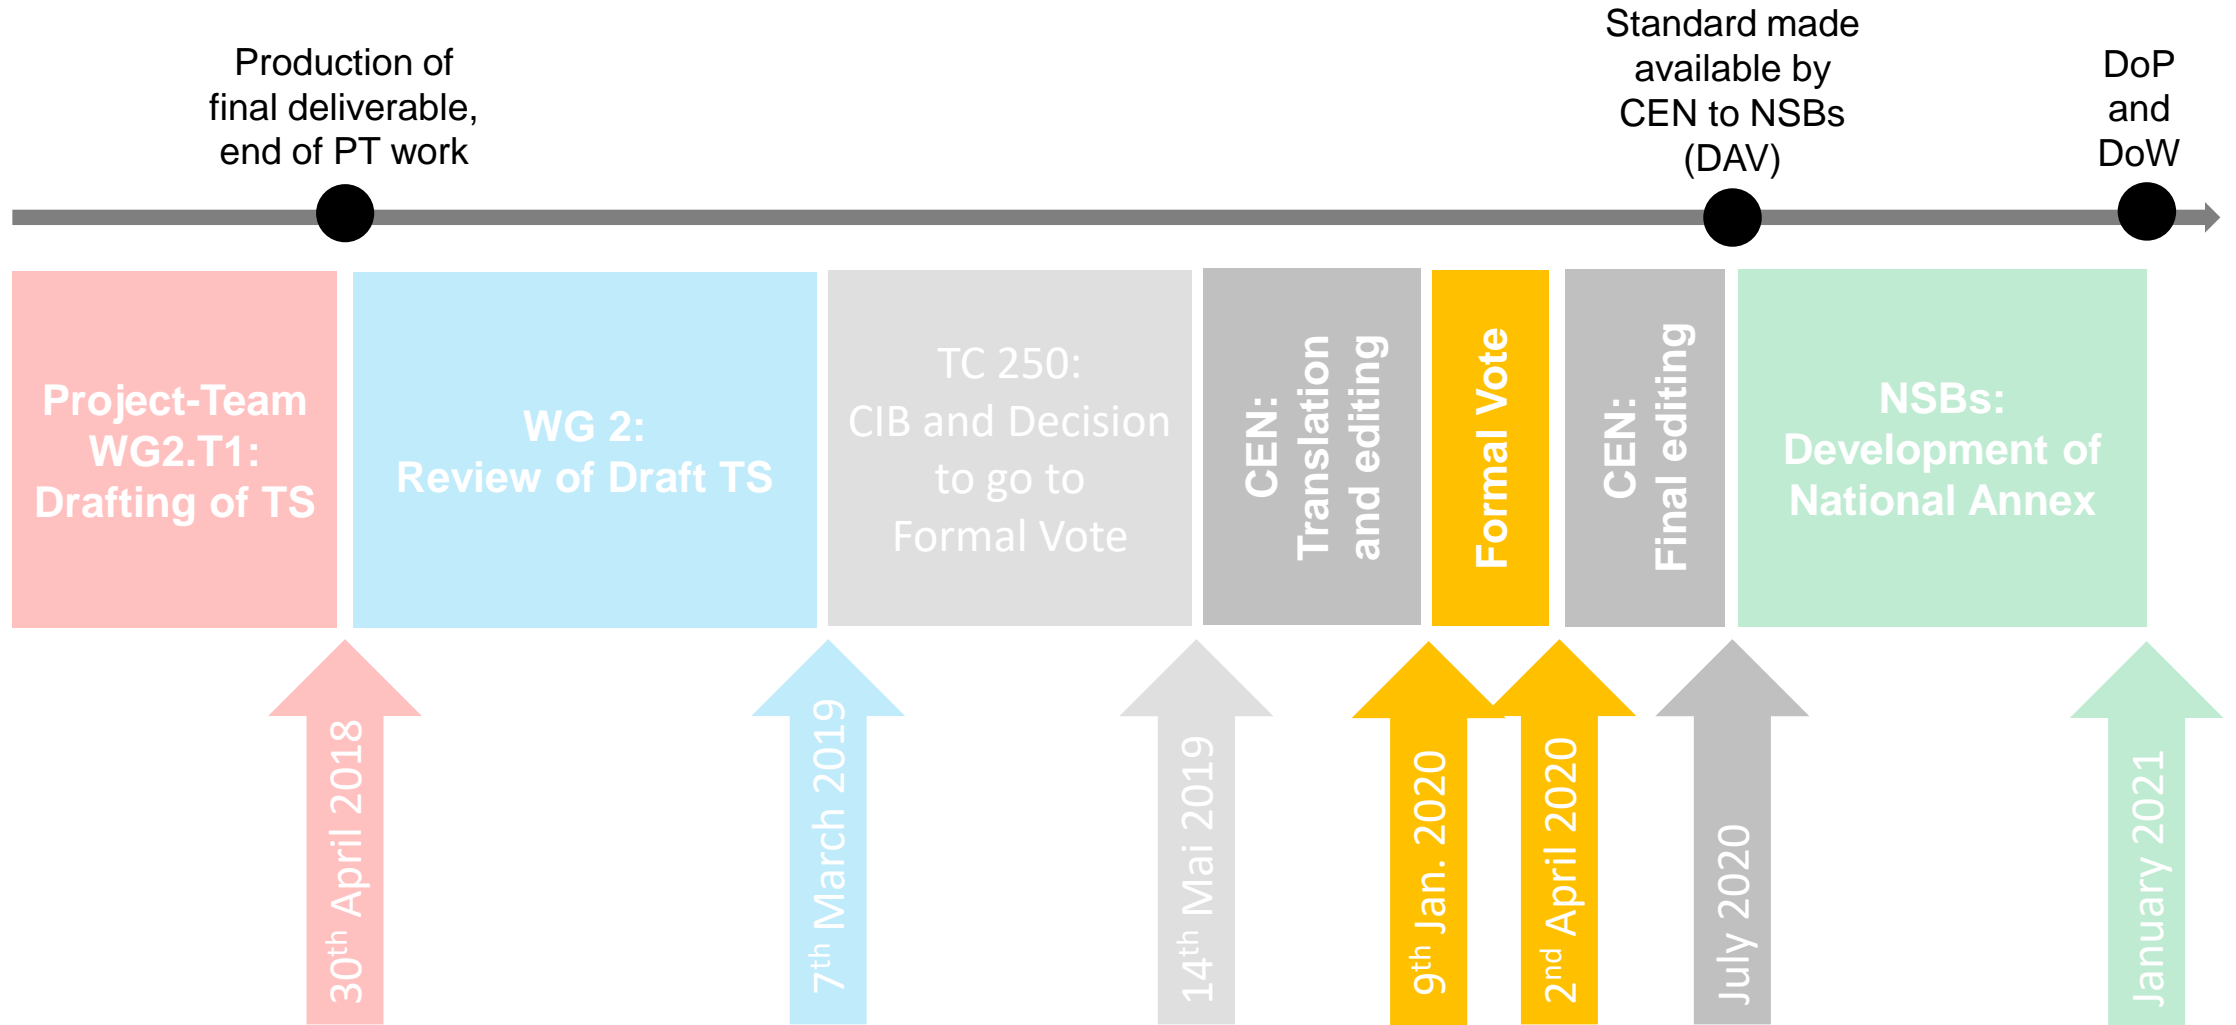 Production of
final deliverable,
end of PT work
Standard made
available by
CEN to NSBs
(DAV)
DoP
and
DoW
Project-Team
WG2.T1:
Drafting of TS
WG 2:
Review of Draft TS
TC 250:
CIB and Decision
to go to
Formal Vote
CEN:
Translation
and editing
Formal Vote
CEN:
Final editing
NSBs:
Development of
National Annex
30th April 2018
7th March 2019
14th Mai 2019
9th Jan. 2020
2nd April 2020
July 2020
January 2021